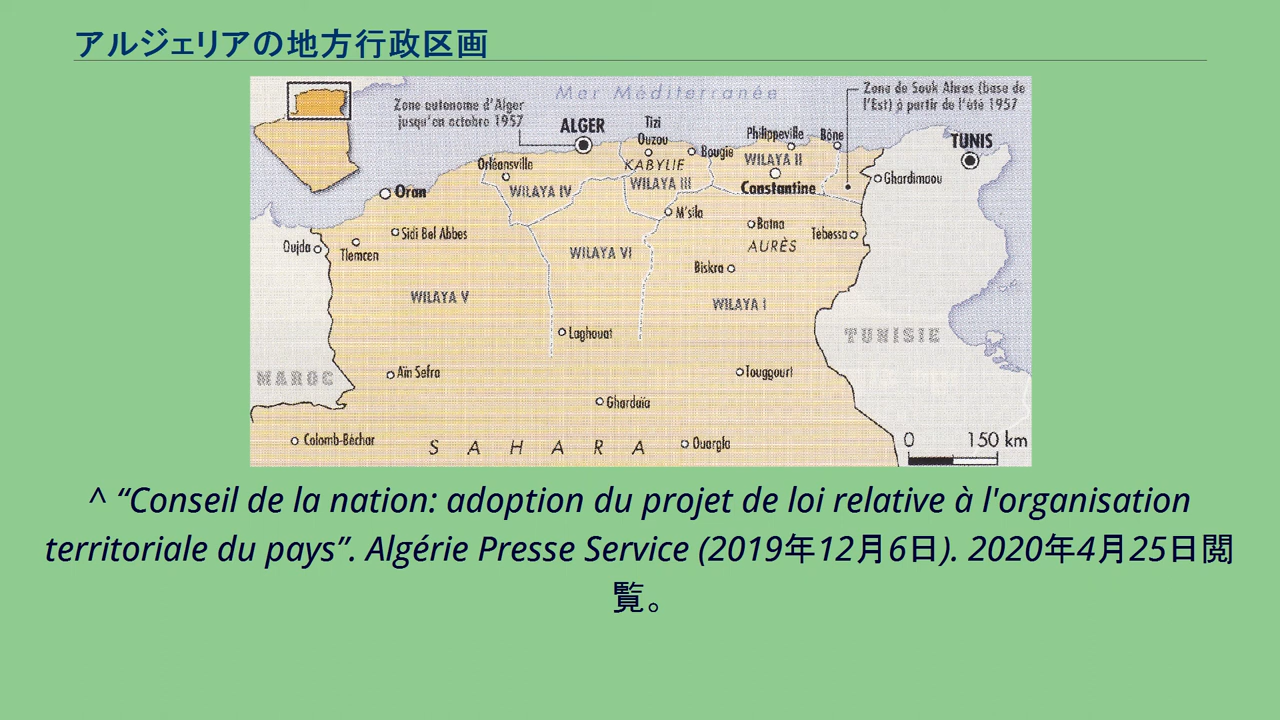 アルジェリアの地方行政区画
Mer Méditerranée
Zone autonome d'Alger
jusqu'en octobre 1957
Zone de Souk Ahras (base de
l'Est) à partir de l'été 1957
ALGER
Tizi
Ouzou
Bougie
Philippeville
Bône
TUNIS
Orléansville
KABYLIE
WILAYA II
Ghardimaou
Oran
WILAYA IV
WILAYA III
Constantine
M'sila
Sidi Bel Abbes
Batna
Tébessa
Oujda
Tlemcen
WILAYA VI
AURÈS
Biskra
WILAYA V
WILAYA I
Laghouat
TUNISIE
MAROC
Aïn Sefra
Touggourt
Ghardaïa
Colomb-Béchar
SAHARA
Ouargla
0 150 km
^ “Conseil de la nation: adoption du projet de loi relative à l'organisation
territoriale du pays”. Algérie Presse Service (2019年12月6日). 2020年4月25日閲
覧。